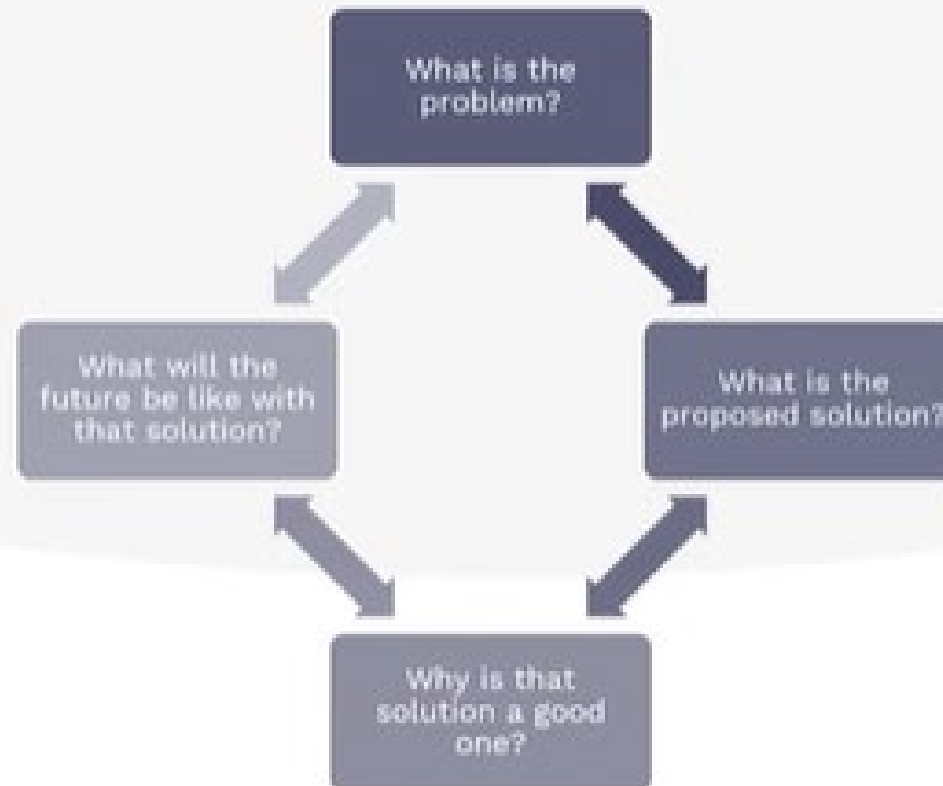 What is the
problem?
What will the
future be like with
that solution?
What is the
proposed solution?
Why is that
solution a good
one?